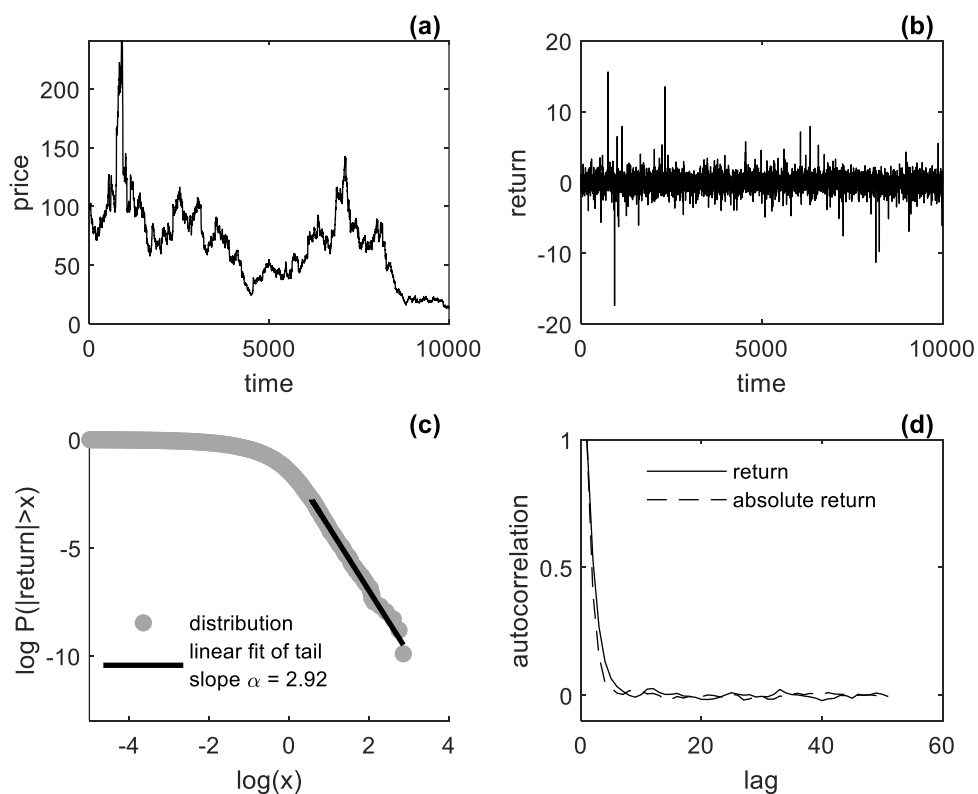 (a)
200
150
100
50
0
price
0 5000 10000
time
(b)
20
10
0
-10
-20
return
0 5000 10000
time
(c)
0
-5
-10
log P(|return|>x)
distribution
linear fit of tail
slope α = 2.92
-4 -2 0 2 4
log(x)
(d)
1
0.5
0
autocorrelation
return
absolute return
0 20 40 60
lag